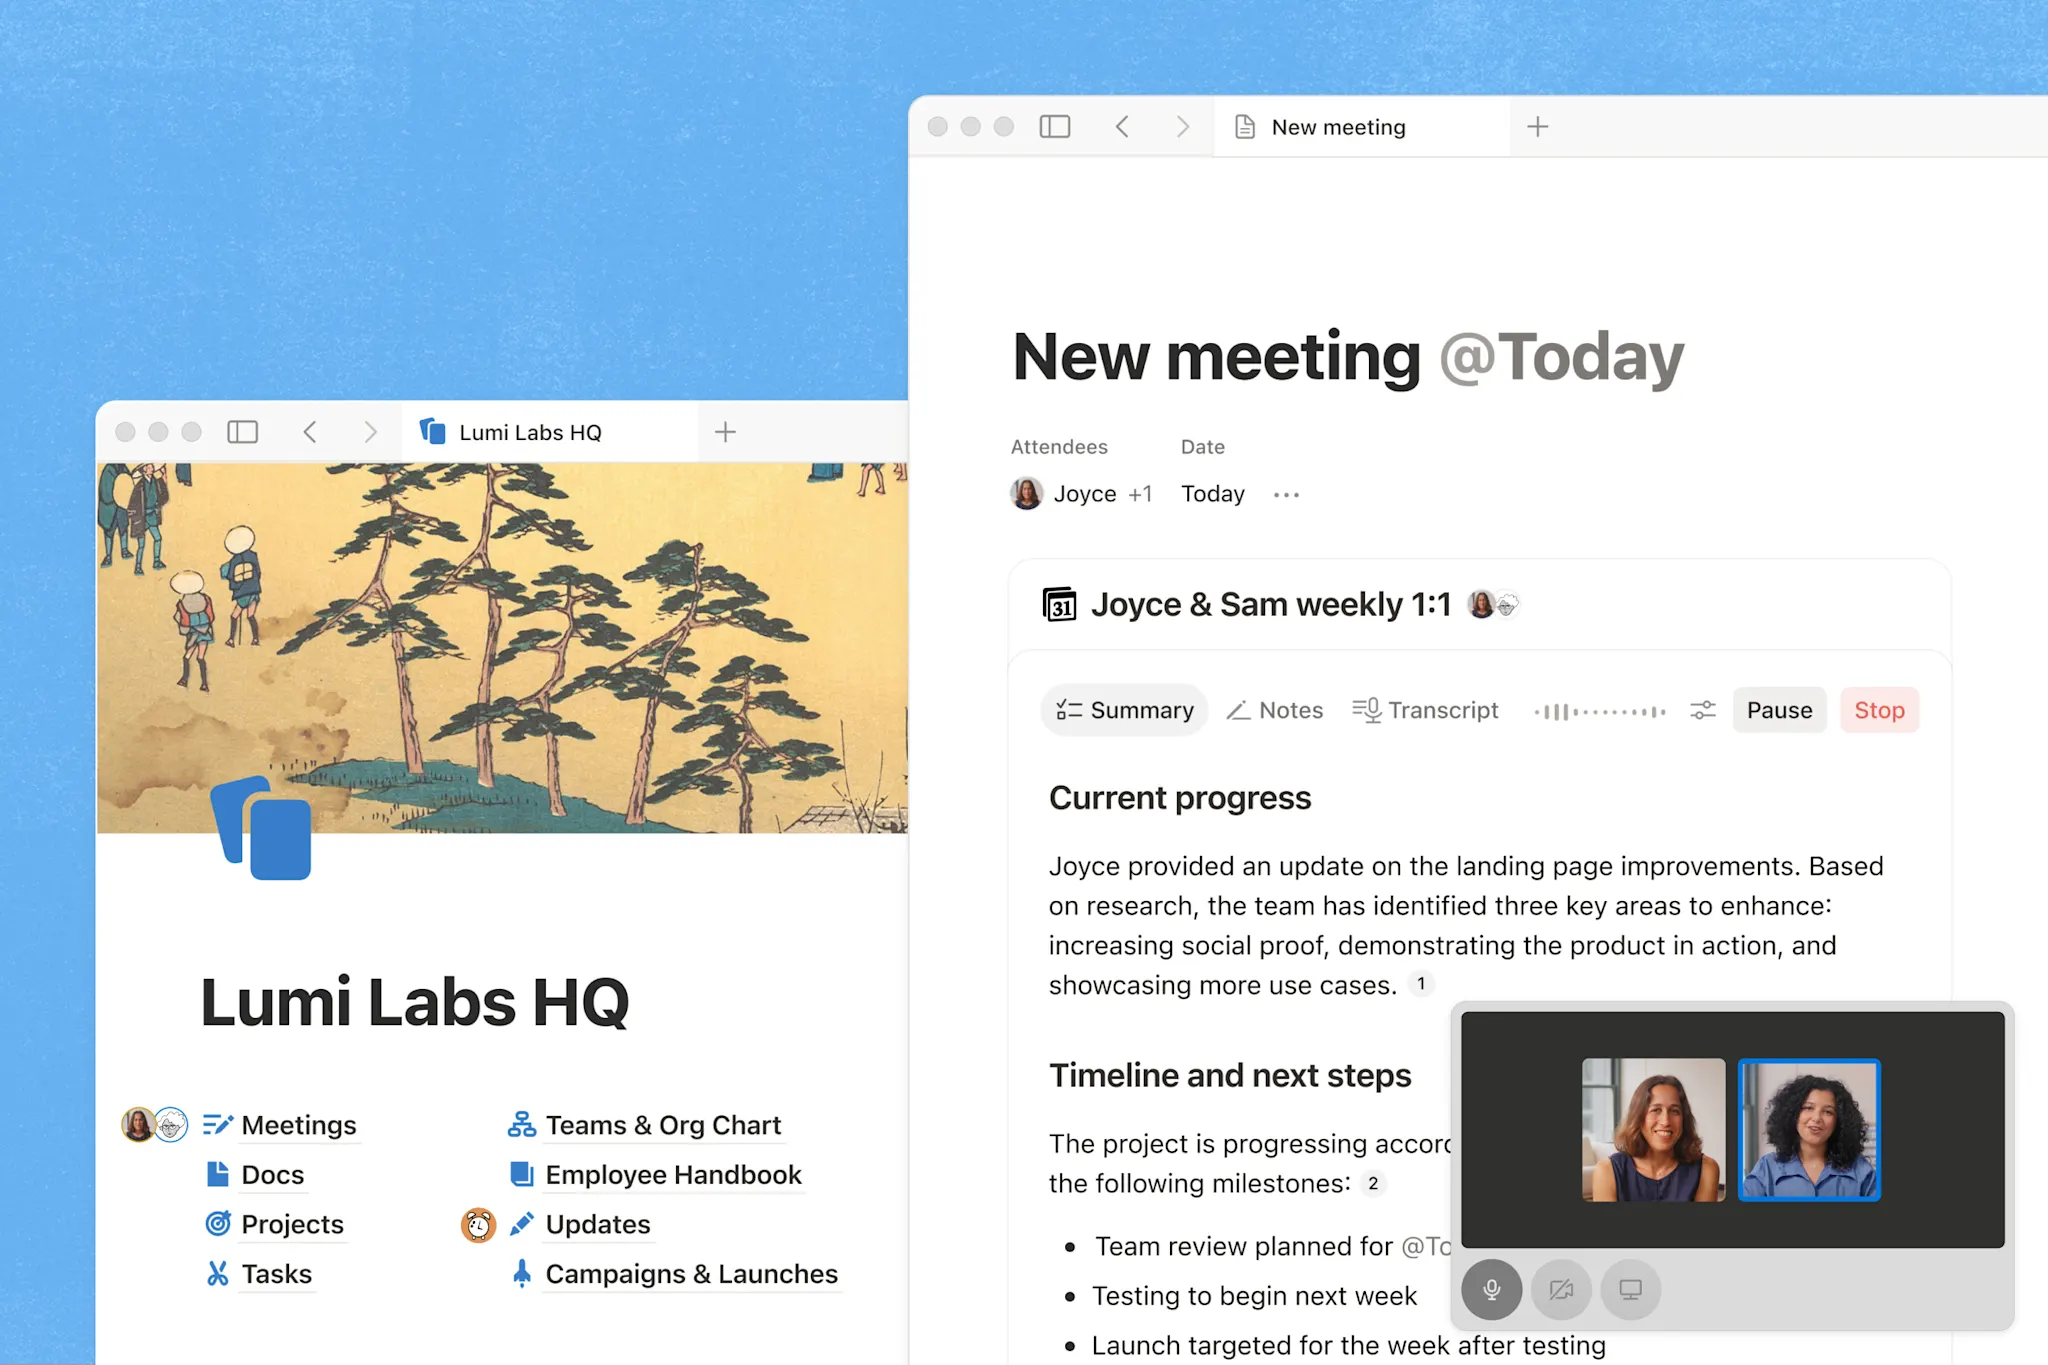 Lumi Labs HQ
Lumi Labs HQ
Meetings
Docs
Projects
Tasks
Teams & Org Chart
Employee Handbook
Updates
Campaigns & Launches
New meeting
New meeting @Today
Attendees
Date
Joyce +1
Today
31 Joyce & Sam weekly 1:1
Summary
Notes
Transcript
Pause
Stop
Current progress
Joyce provided an update on the landing page improvements. Based
on research, the team has identified three key areas to enhance:
increasing social proof, demonstrating the product in action, and
showcasing more use cases. 1
Timeline and next steps
The project is progressing
the following milestones: 2
• Team review planned for
• Testing to begin next week
• Launch targeted for the week after testing